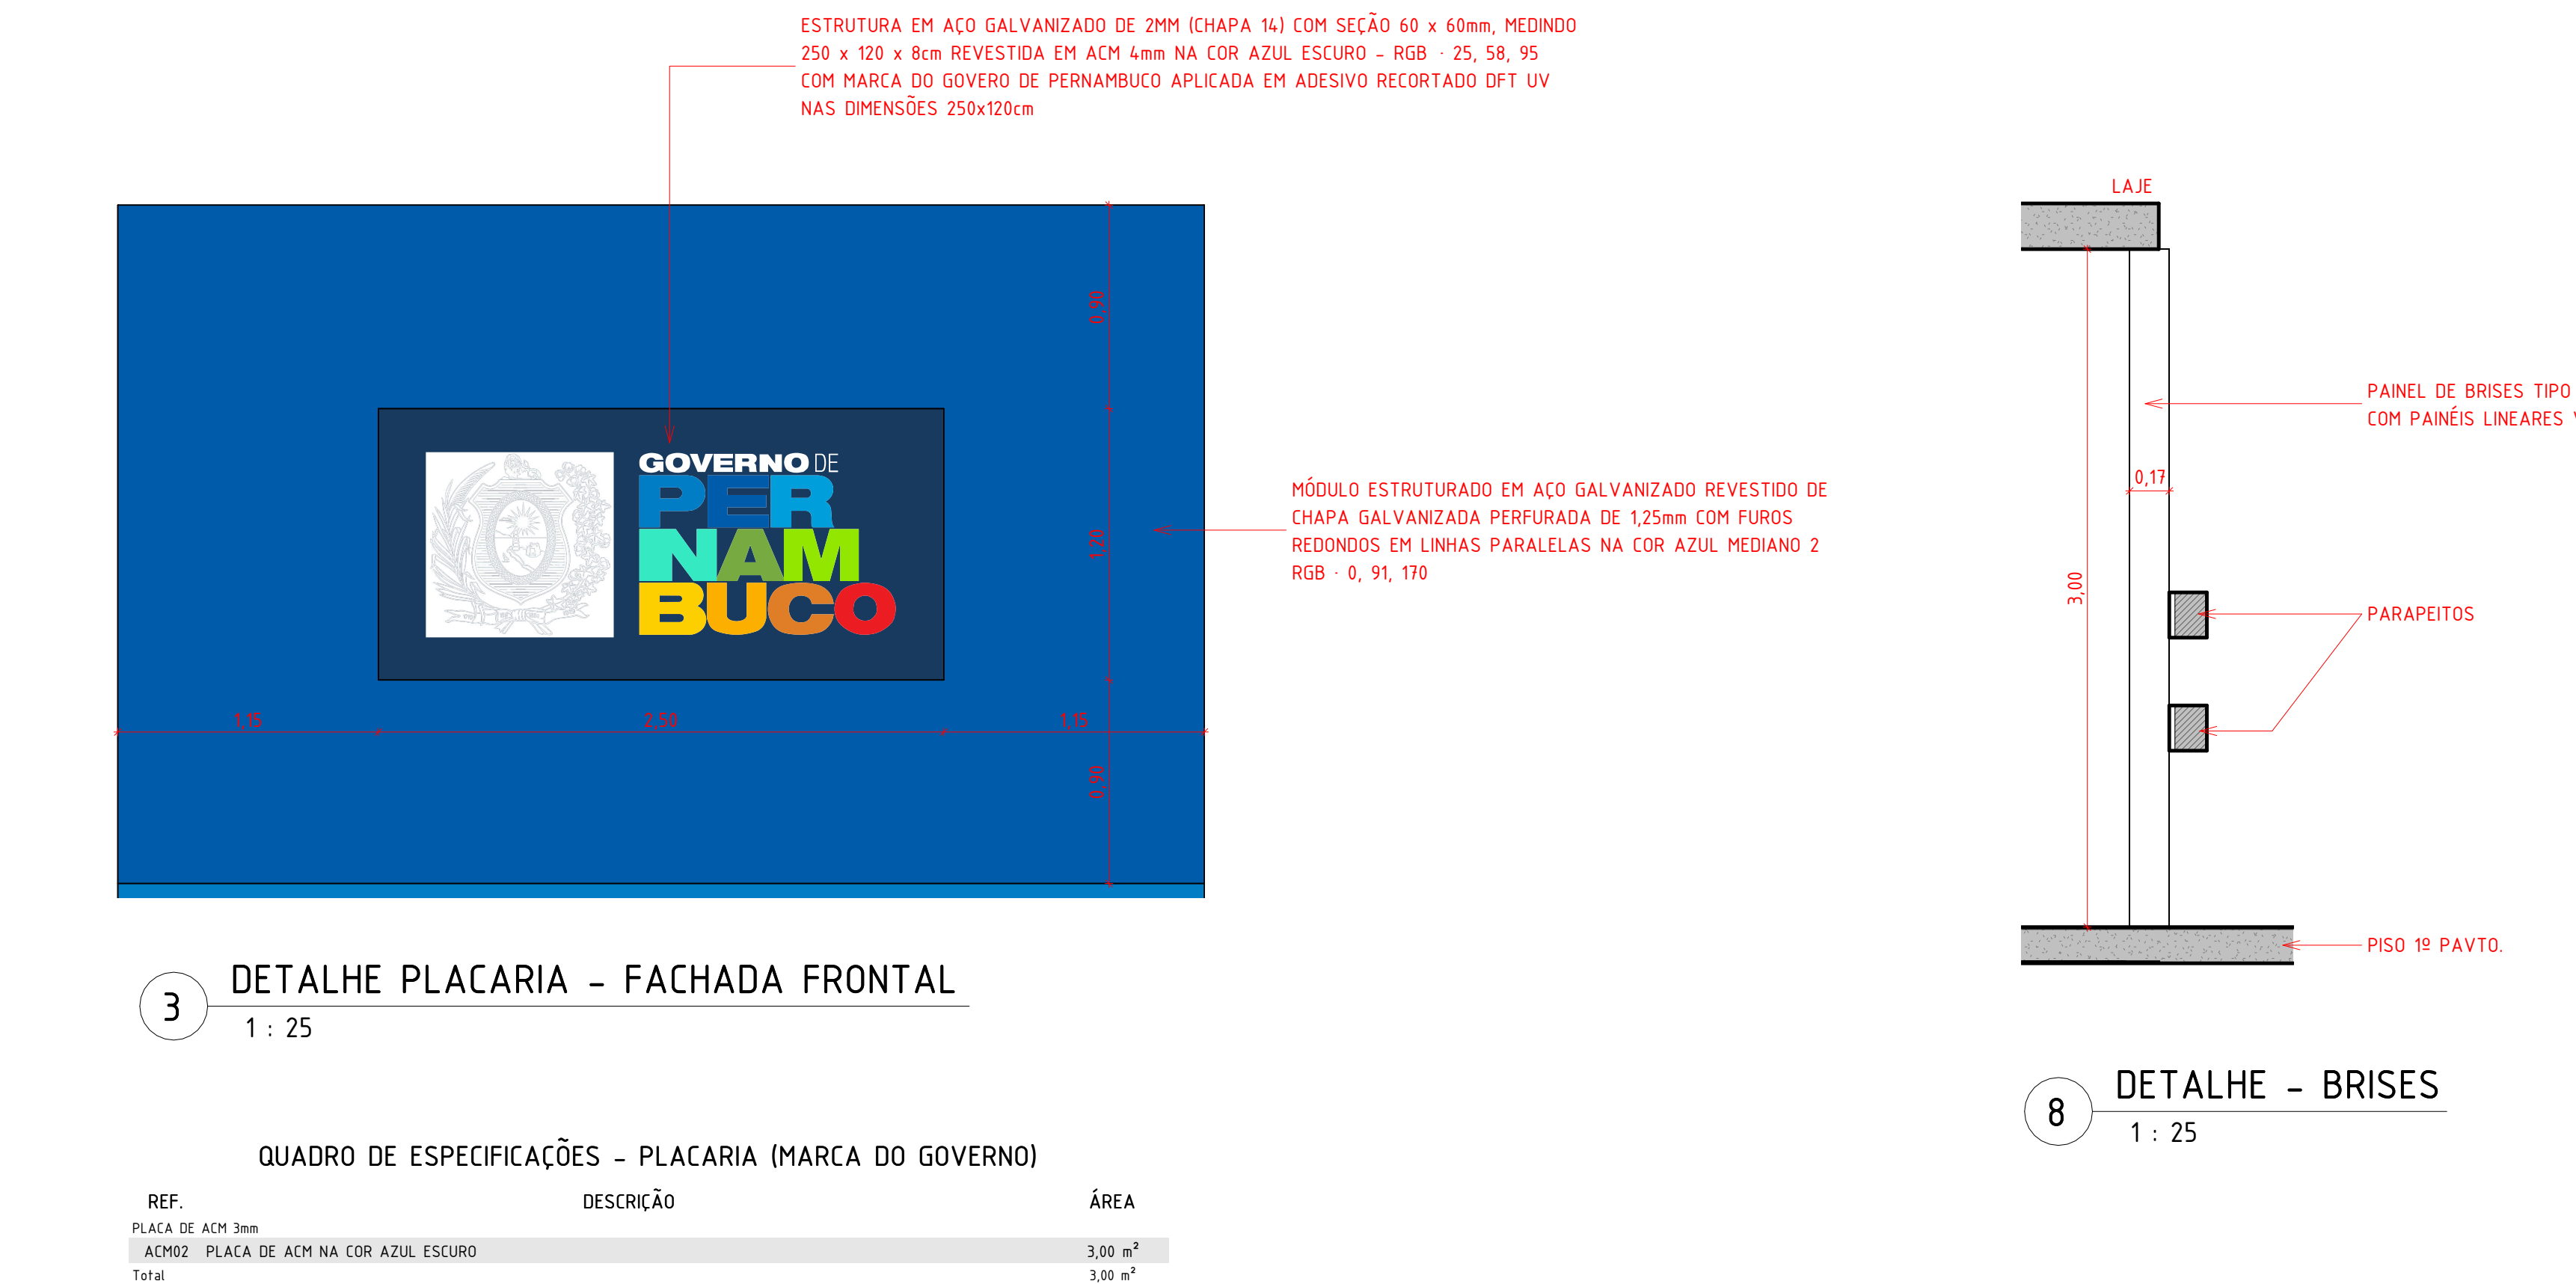 ESTRUTURA EM AÇO GALVANIZADO DE 2MM (CHAPA 14) COM SEÇÃO 60 x 60mm, MEDINDO
250 x 120 x 8cm REVESTIDA EM ACM 4mm NA COR AZUL ESCURO - RGB · 25, 58, 95
COM MARCA DO GOVERO DE PERNAMBUCO APLICADA EM ADESIVO RECORTADO DFT UV
NAS DIMENSÕES 250x120cm
0,90
GOVERNO DE
PER
NAM
BUCO
1,20
MÓDULO ESTRUTURADO EM AÇO GALVANIZADO REVESTIDO DE
CHAPA GALVANIZADA PERFURADA DE 1,25mm COM FUROS
REDONDOS EM LINHAS PARALELAS NA COR AZUL MEDIANO 2
RGB · 0, 91, 170
1,15
2,50
1,15
0,90
3
DETALHE PLACARIA - FACHADA FRONTAL
1 : 25
QUADRO DE ESPECIFICAÇÕES - PLACARIA (MARCA DO GOVERNO)
REF. DESCRIÇÃO ÁREA
PLACA DE ACM 3mm
ACM02 PLACA DE ACM NA COR AZUL ESCURO 3,00 m²
Total 3,00 m²
LAJE
PAINEL DE BRISES TIPO
COM PAINÉIS LINEARES
0,17
3,00
PARAPEITOS
PISO 1º PAVTO.
8
DETALHE - BRISES
1 : 25